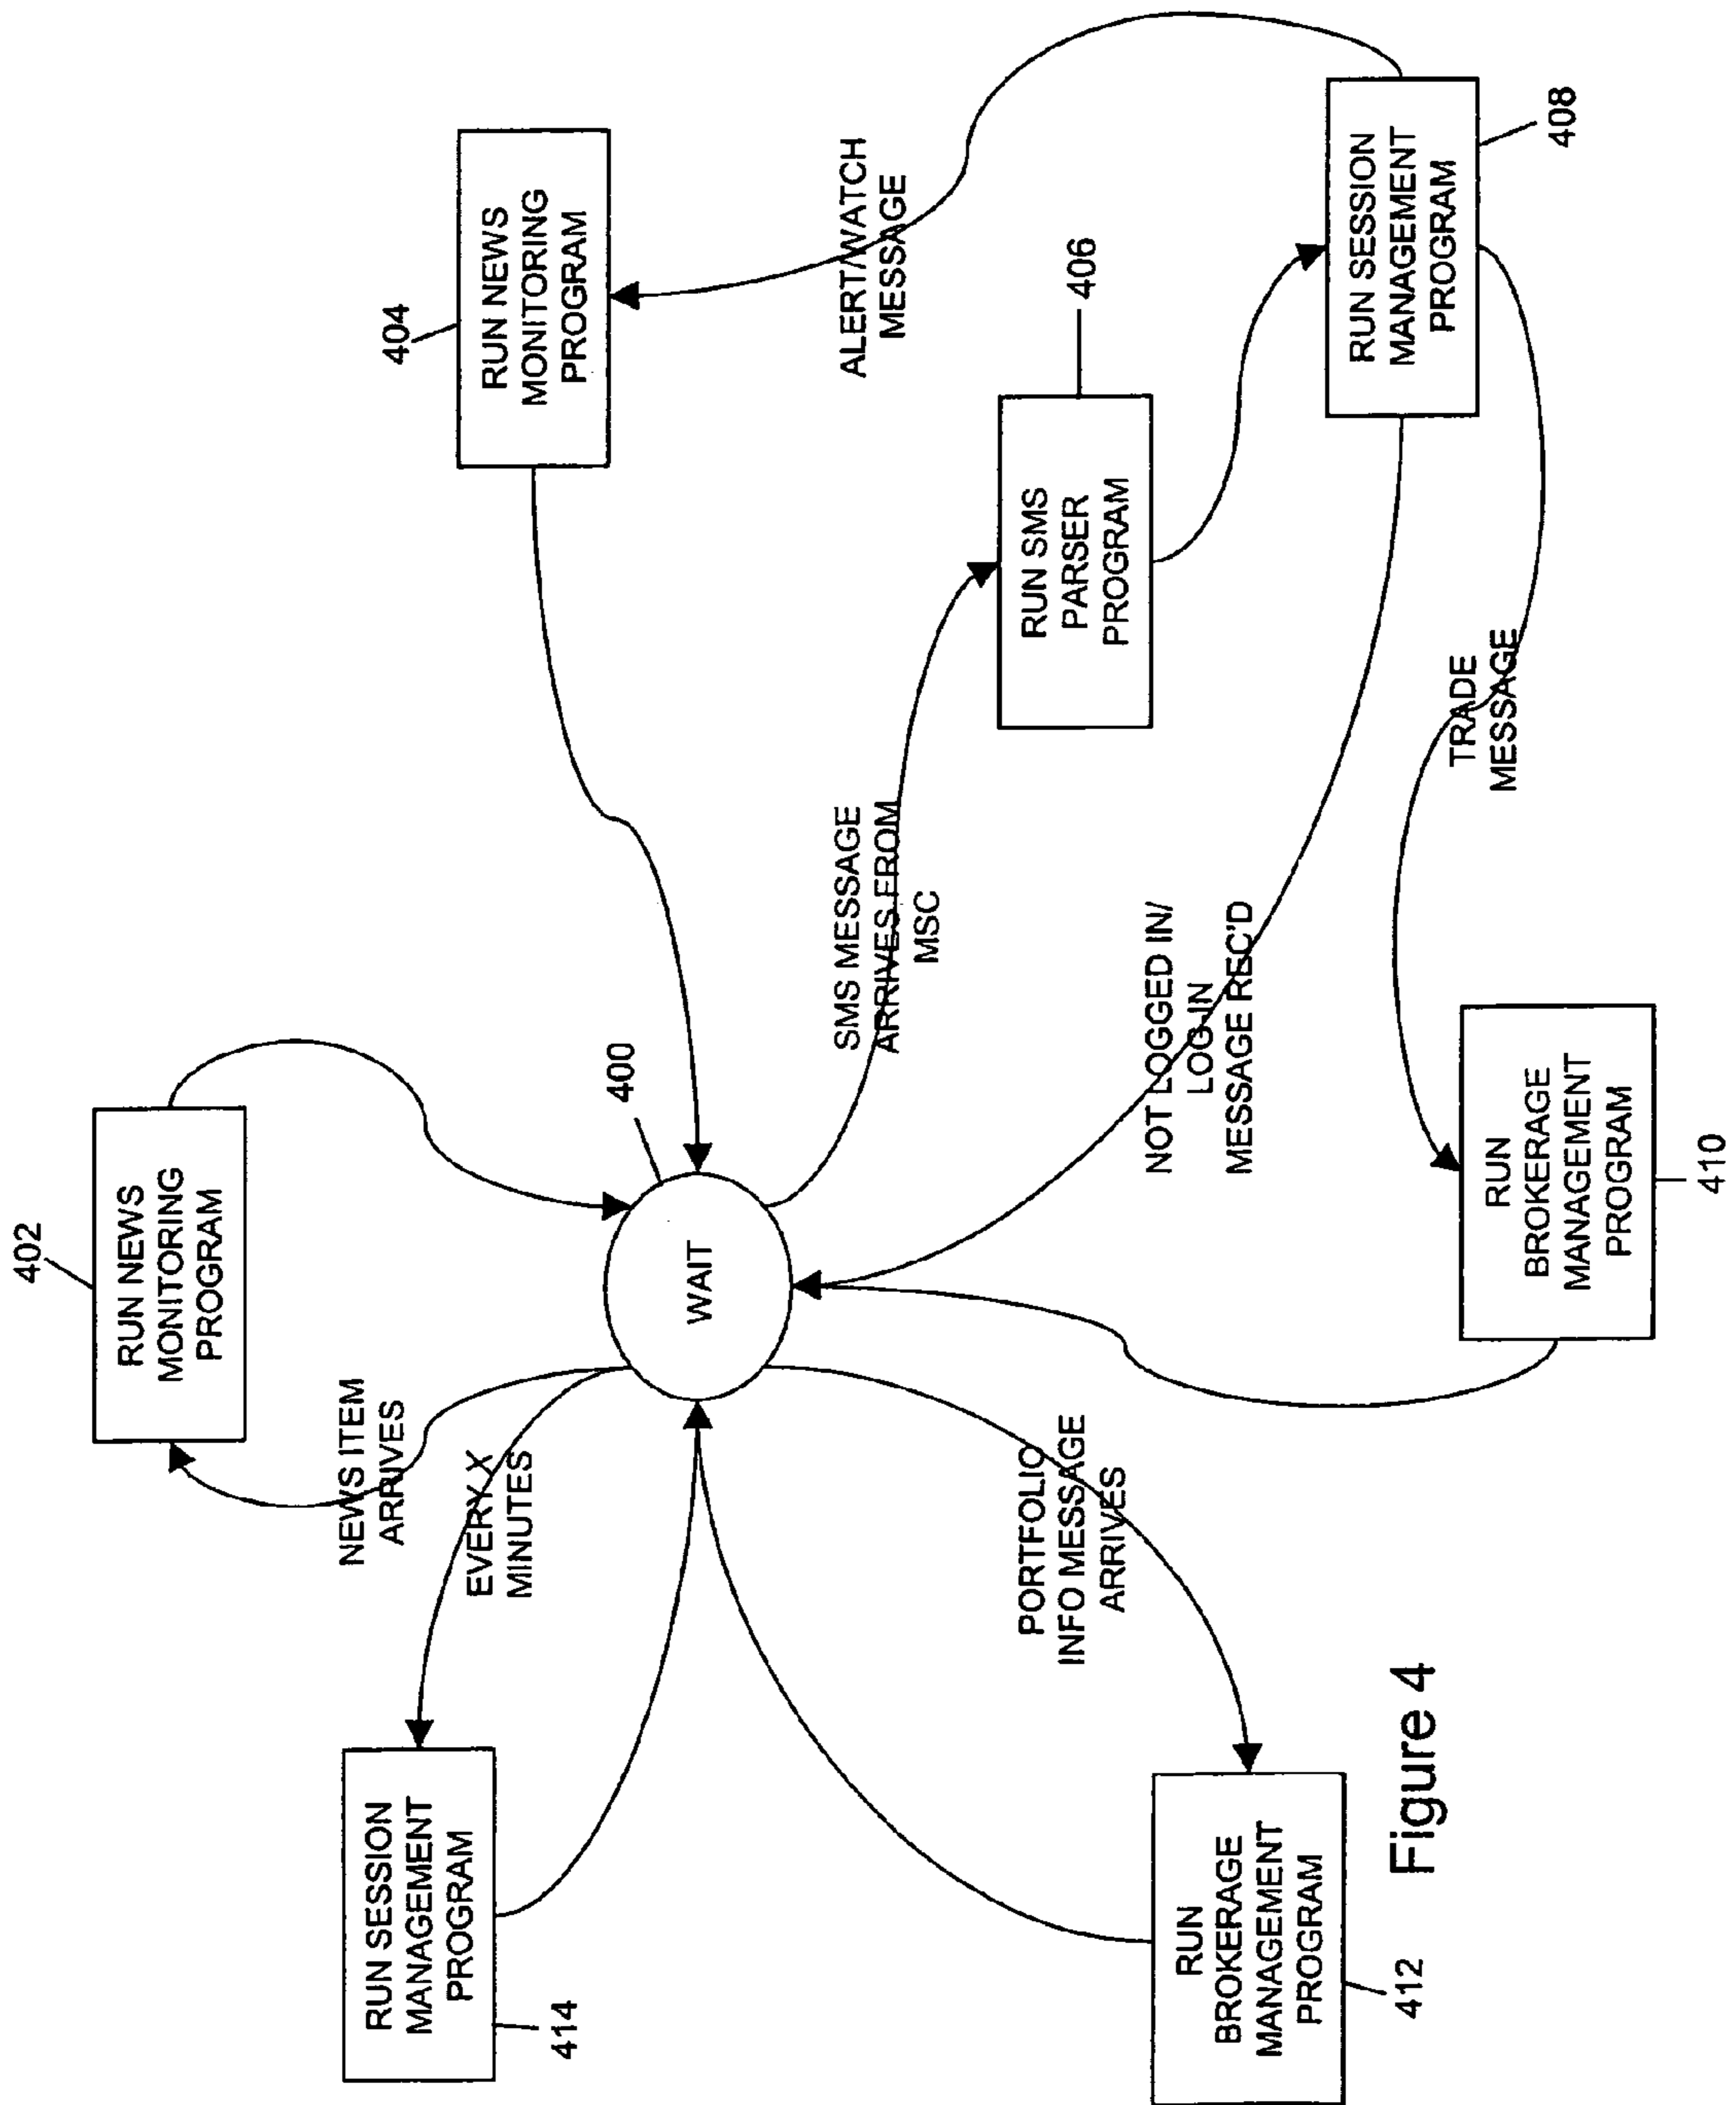 402
RUN NEWS
MONITORING
PROGRAM
404
RUN NEWS
MONITORING
PROGRAM
NEWS ITEM
ARRIVES
400
WAIT
EVERY X
MINUTES
414
RUN SESSION
MANAGEMENT
PROGRAM
ALERT/WATCH
MESSAGE
SMS MESSAGE
ARRIVES FROM
MSC
406
RUN SMS
PARSER
PROGRAM
PORTFOLIO
INFO MESSAGE
ARRIVES
NOT LOGGED IN/
LOGIN
MESSAGE REC'D
408
RUN SESSION
MANAGEMENT
PROGRAM
TRADE
MESSAGE
412
RUN
BROKERAGE
MANAGEMENT
PROGRAM
410
RUN
BROKERAGE
MANAGEMENT
PROGRAM
Figure 4